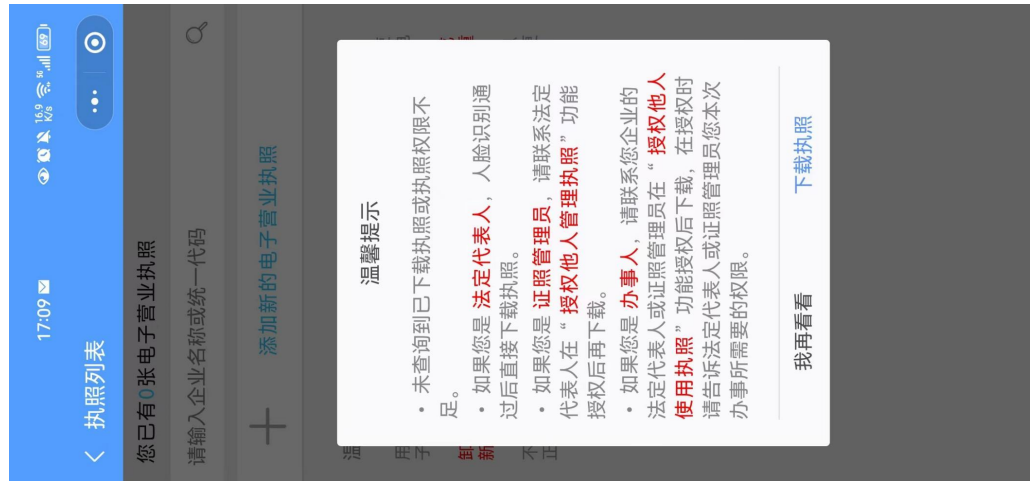 17:09
16.9 K/s
5G
69
执照列表
您已有0张电子营业执照
请输入企业名称或统一代码
添加新的电子营业执照
温馨提示
• 未查询到已下载执照或执照权限不
足。
• 如果您是 法定代表人，人脸识别通
过后直接下载执照。
• 如果您是 证照管理员，请联系法定
代表人在“ 授权他人管理执照 ”功能
授权后再下载。
• 如果您是 办事人，请联系您企业的
法定代表人或证照管理员在“ 授权他人
使用执照 ”功能授权后下载，在授权时
请告诉法定代表人或证照管理员您本次
办事所需要的权限。
我再看看
下载执照
温
用
子
卸
新
不
正